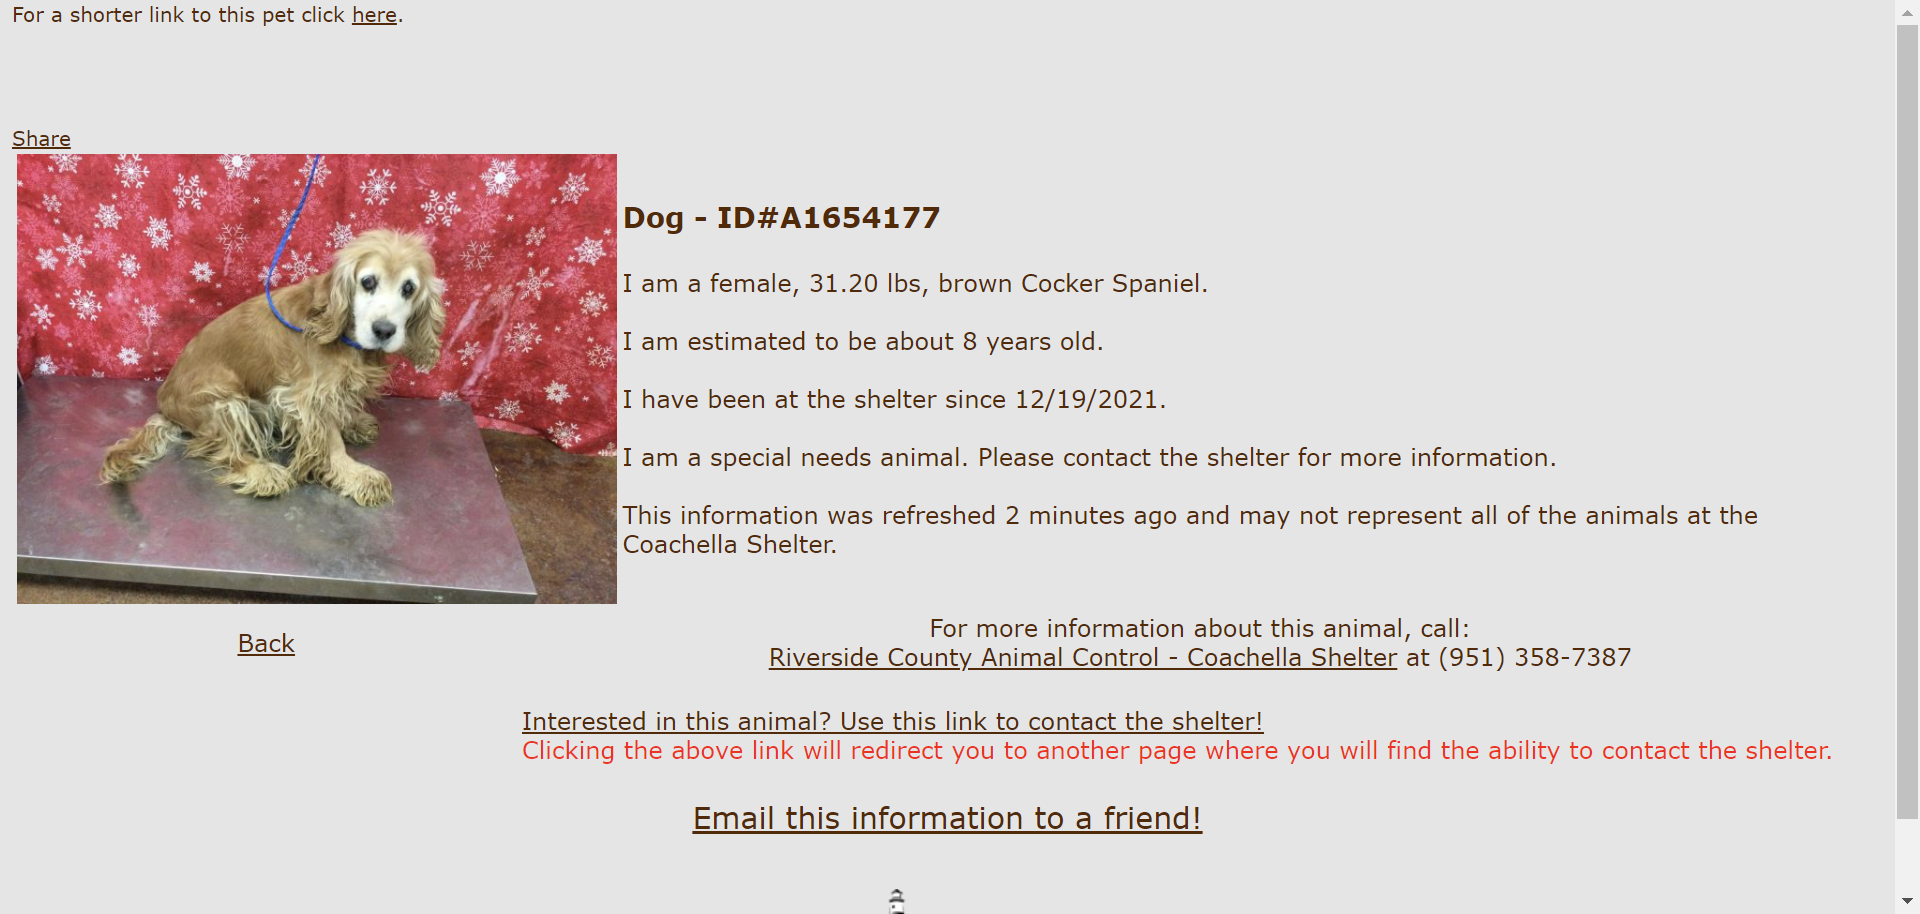 For a shorter link to this pet click here.
Share
Dog - ID#A1654177
I am a female, 31.20 lbs, brown Cocker Spaniel.
I am estimated to be about 8 years old.
I have been at the shelter since 12/19/2021.
I am a special needs animal. Please contact the shelter for more information.
This information was refreshed 2 minutes ago and may not represent all of the animals at the
Coachella Shelter.
Back
For more information about this animal, call:
Riverside County Animal Control - Coachella Shelter at (951) 358-7387
Interested in this animal? Use this link to contact the shelter!
Clicking the above link will redirect you to another page where you will find the ability to contact the shelter.
Email this information to a friend!